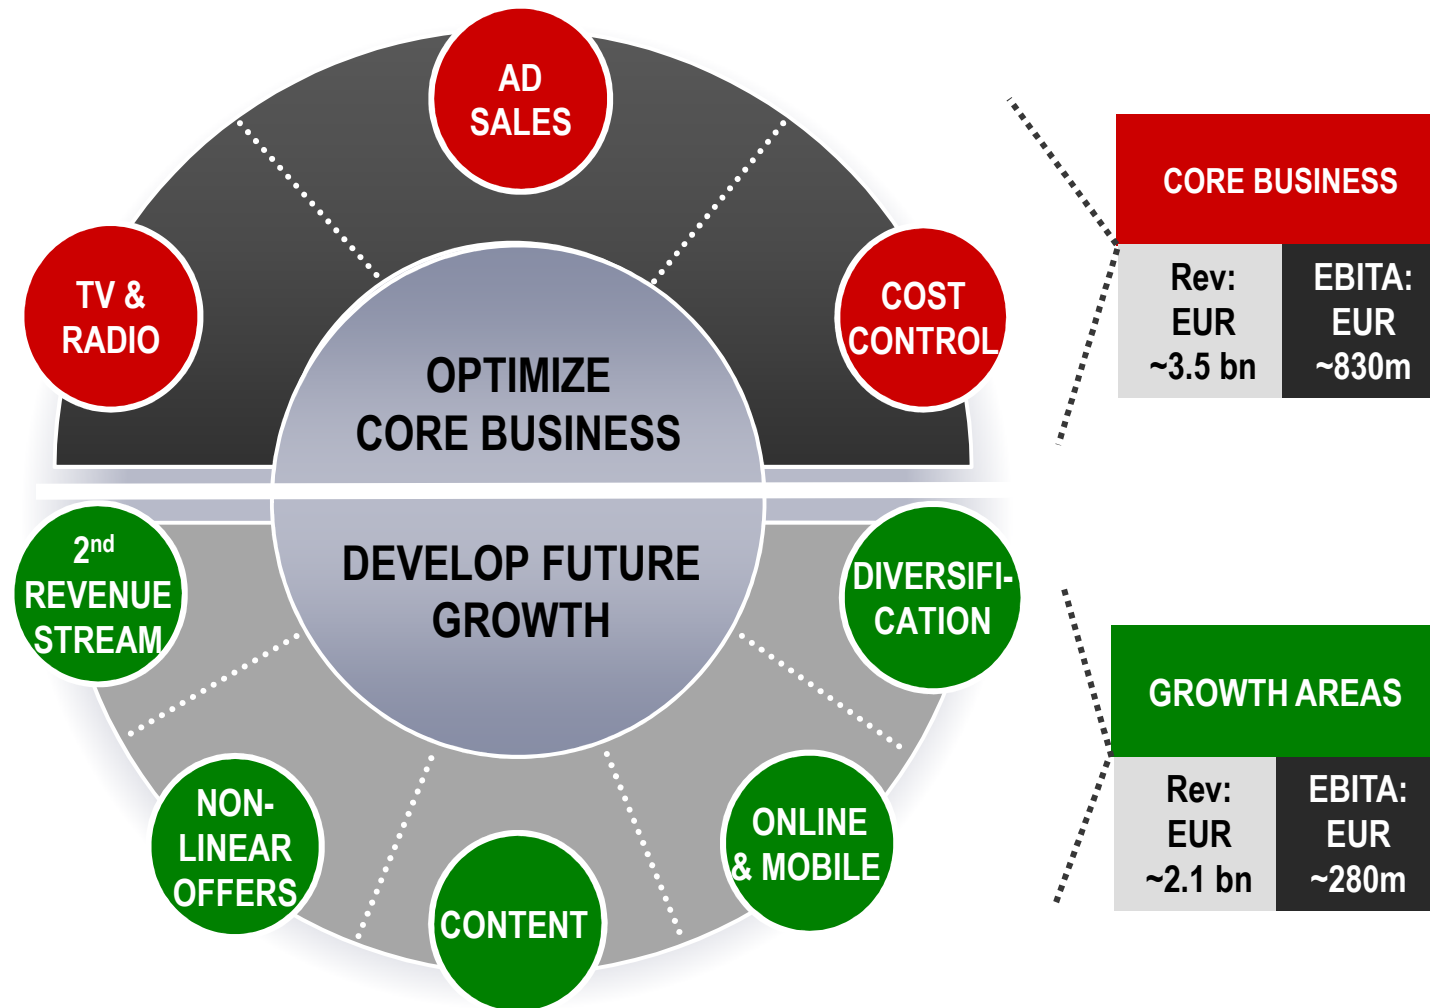 AD
SALES
TV &
RADIO
COST
CONTROL
OPTIMIZE
CORE BUSINESS
DEVELOP FUTURE
GROWTH
2nd
REVENUE
STREAM
DIVERSIFI-
CATION
NON-
LINEAR
OFFERS
ONLINE
& MOBILE
CONTENT
CORE BUSINESS
Rev:
EUR
~3.5 bn
EBITA:
EUR
~830m
GROWTH AREAS
Rev:
EUR
~2.1 bn
EBITA:
EUR
~280m